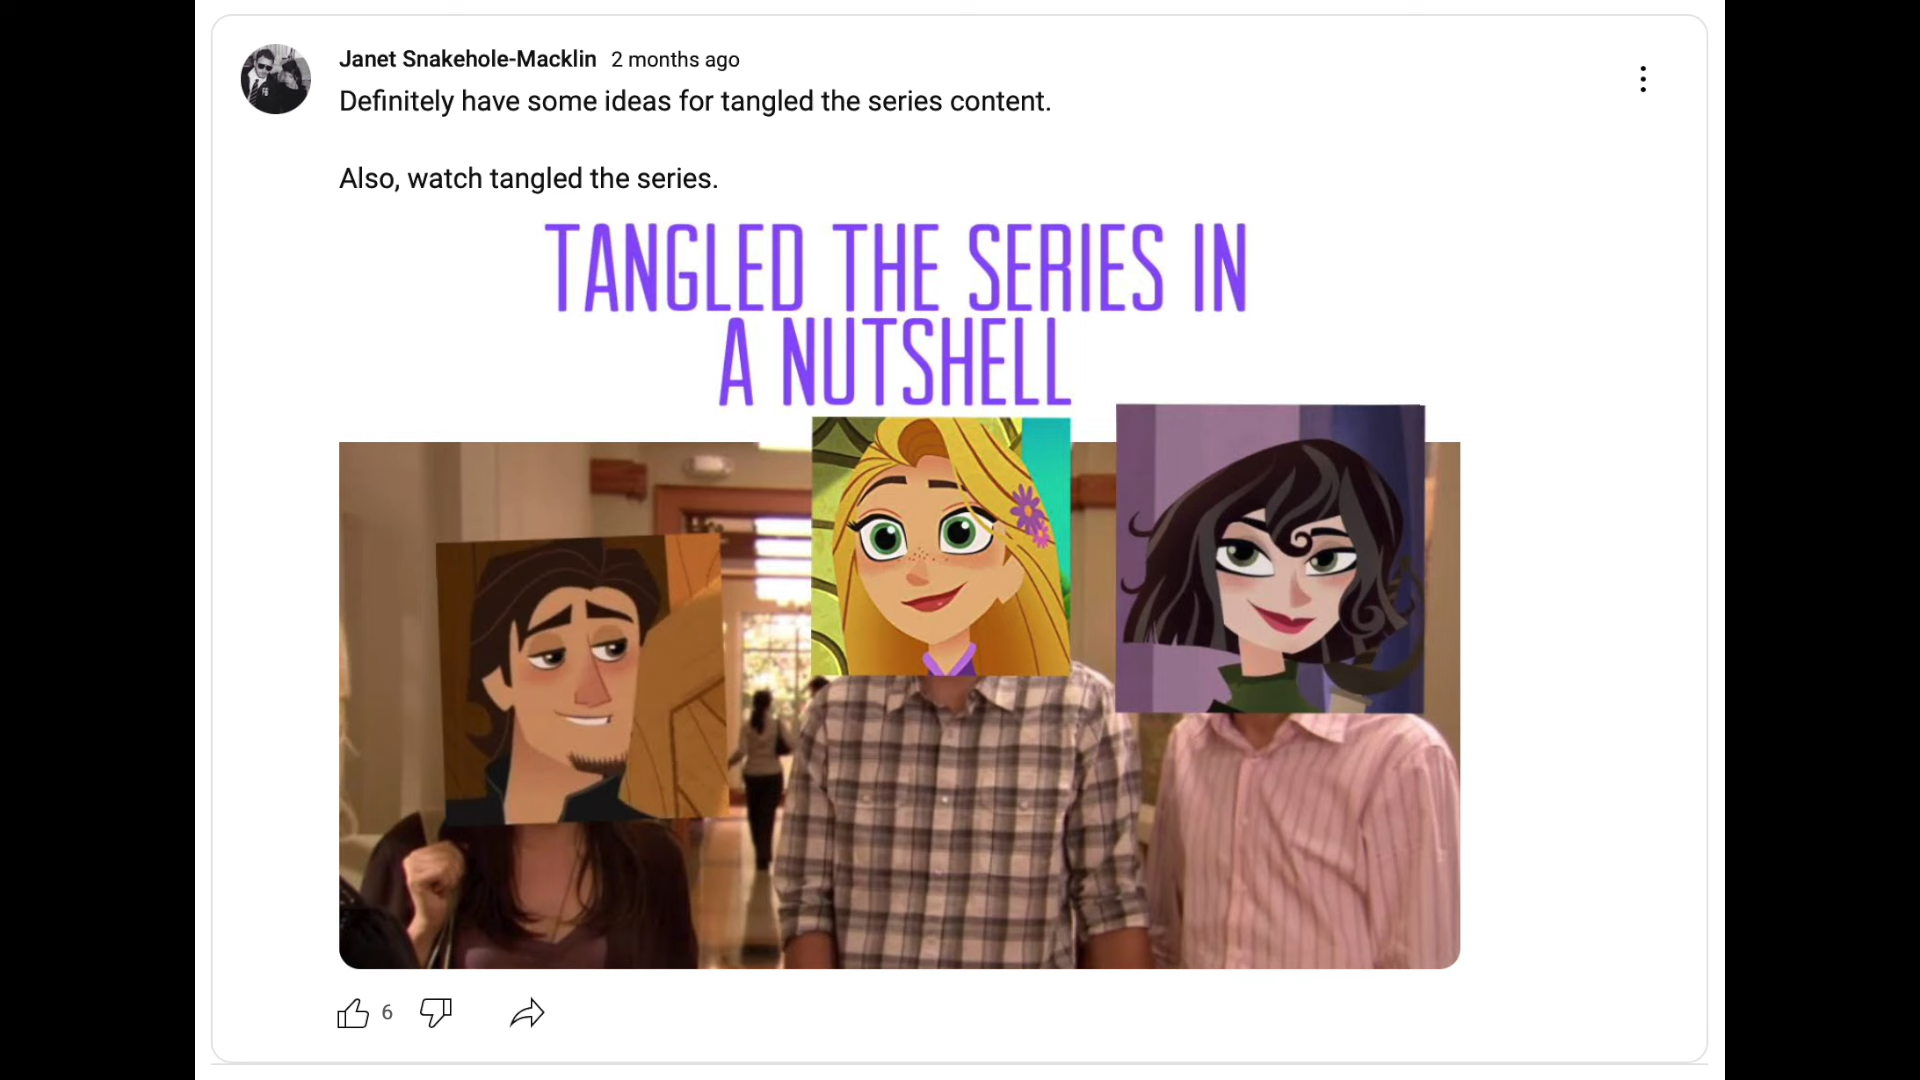 Janet Snakehole-Macklin 2 months ago
Definitely have some ideas for tangled the series content.
Also, watch tangled the series.
TANGLED THE SERIES IN
A NUTSHELL
6